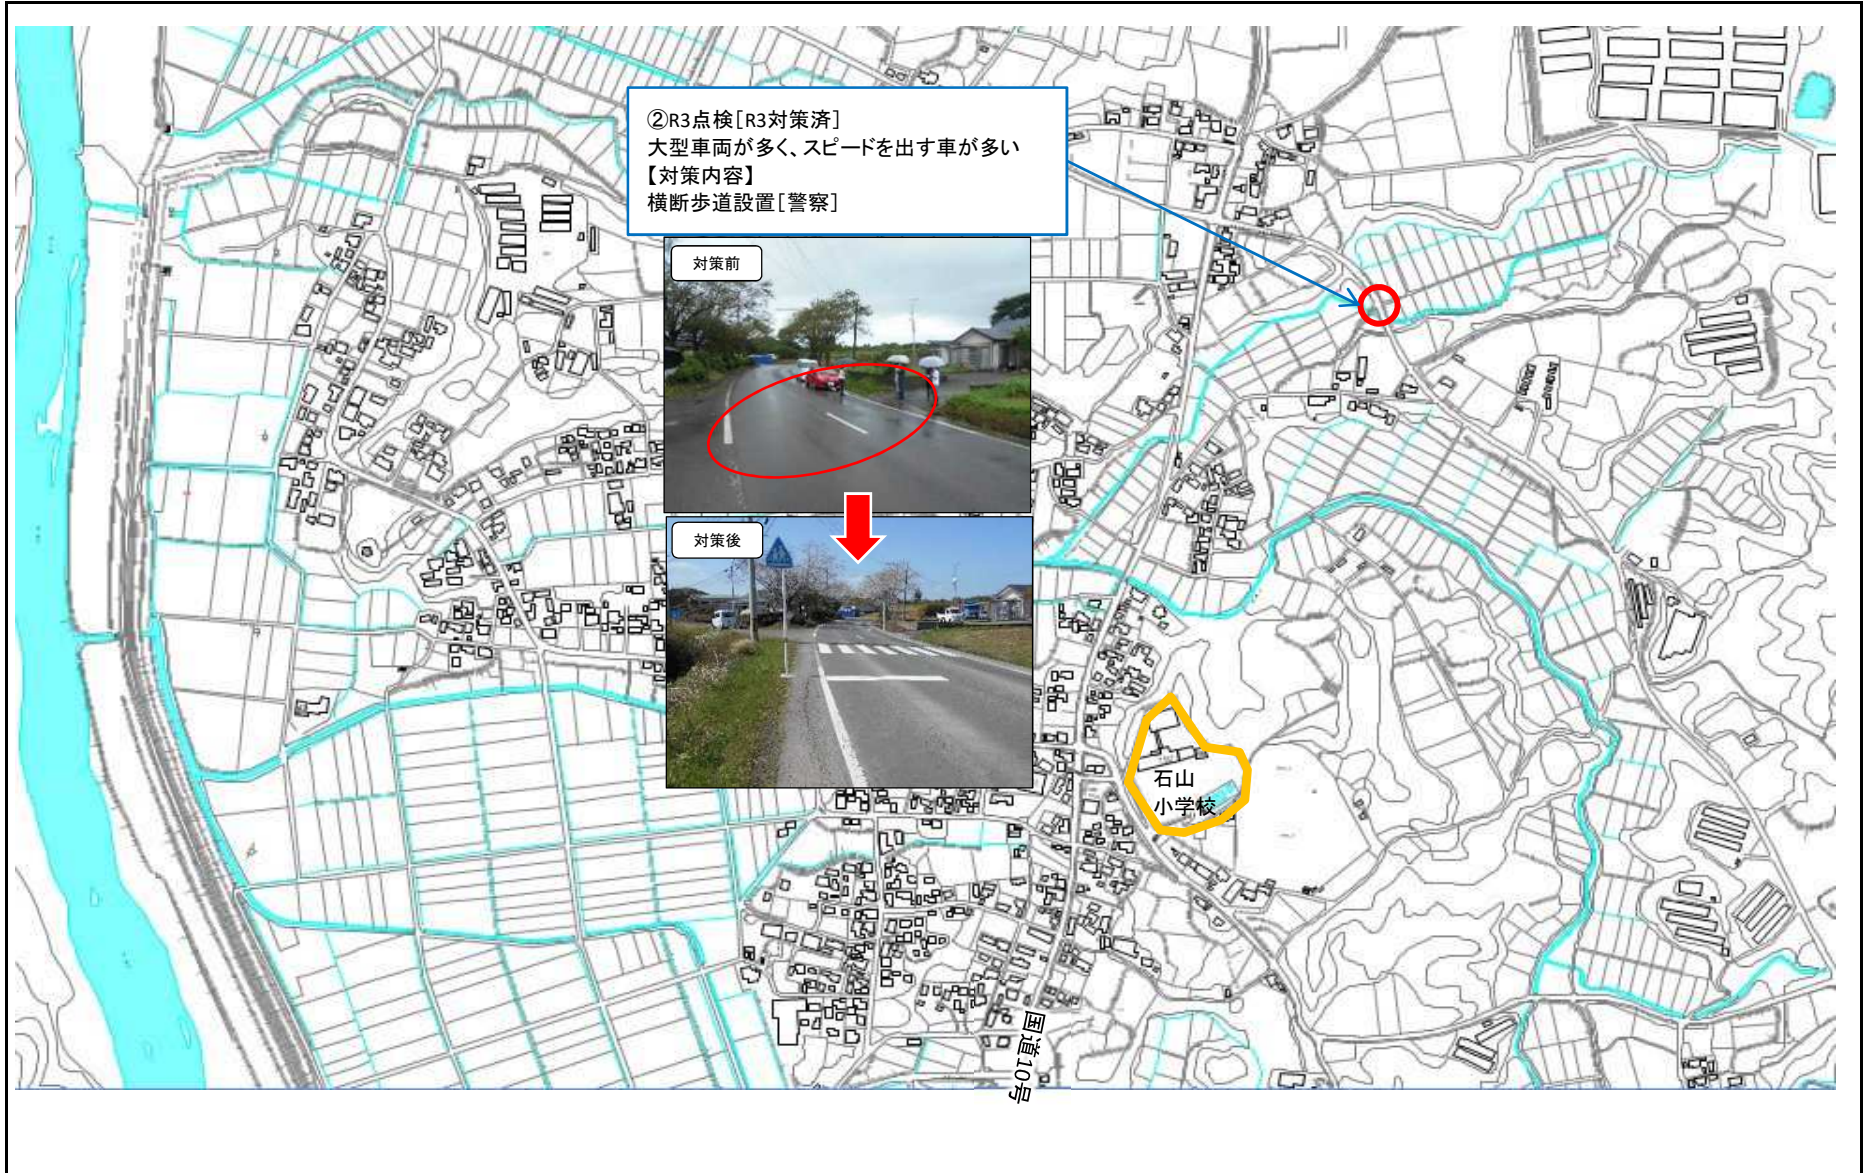 ②R3点検[R3対策済]
大型車両が多く、スピードを出す車が多い
【対策内容】
横断歩道設置[警察]
対策前
対策後
石山
小学校
国道10号